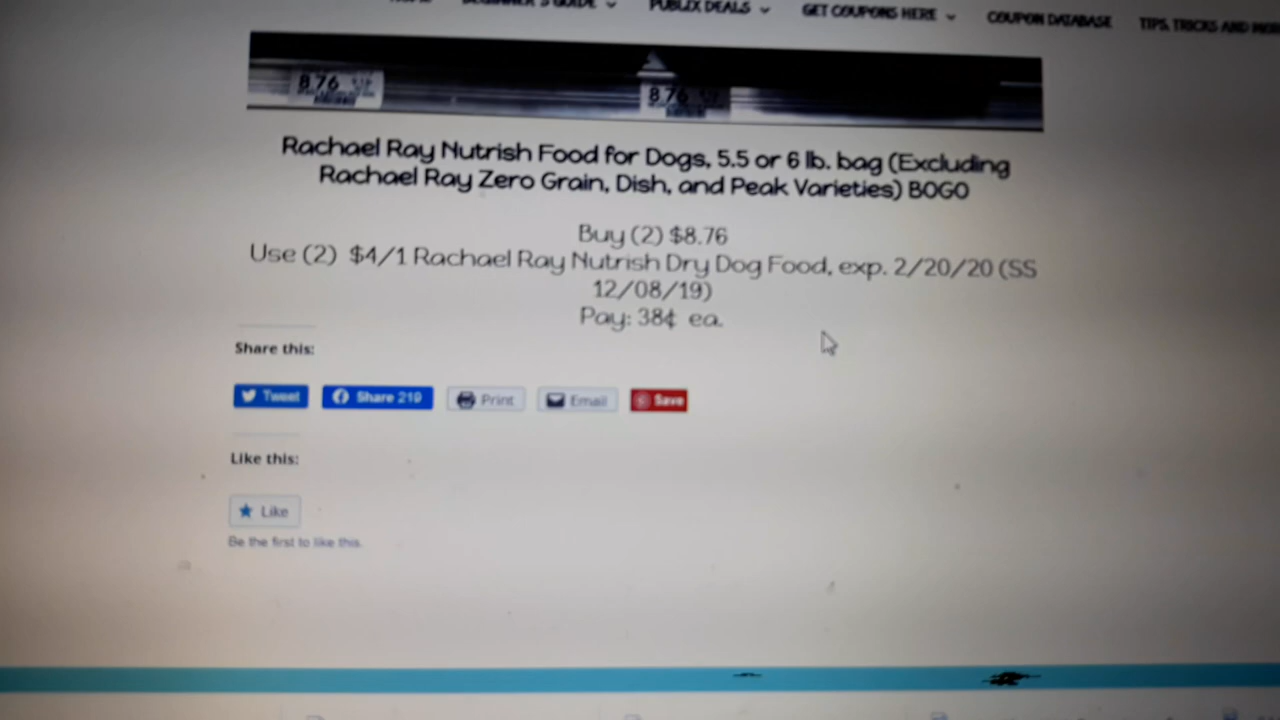 BEGINNER'S GUIDE PUBLIX DEALS GET COUPONS HERE COUPON DATABASE TIPS, TRICKS AND
8.76 8.76
Rachael Ray Nutrish Food for Dogs, 5.5 or 6 lb. bag (Excluding
Rachael Ray Zero Grain, Dish, and Peak Varieties) BOGO
Buy (2) $8.76
Use (2) $4/1 Rachael Ray Nutrish Dry Dog Food, exp. 2/20/20 (SS
12/08/19)
Pay: 38¢ ea.
Share this:
Tweet Share 219 Print Email Save
Like this:
Like
Be the first to like this.